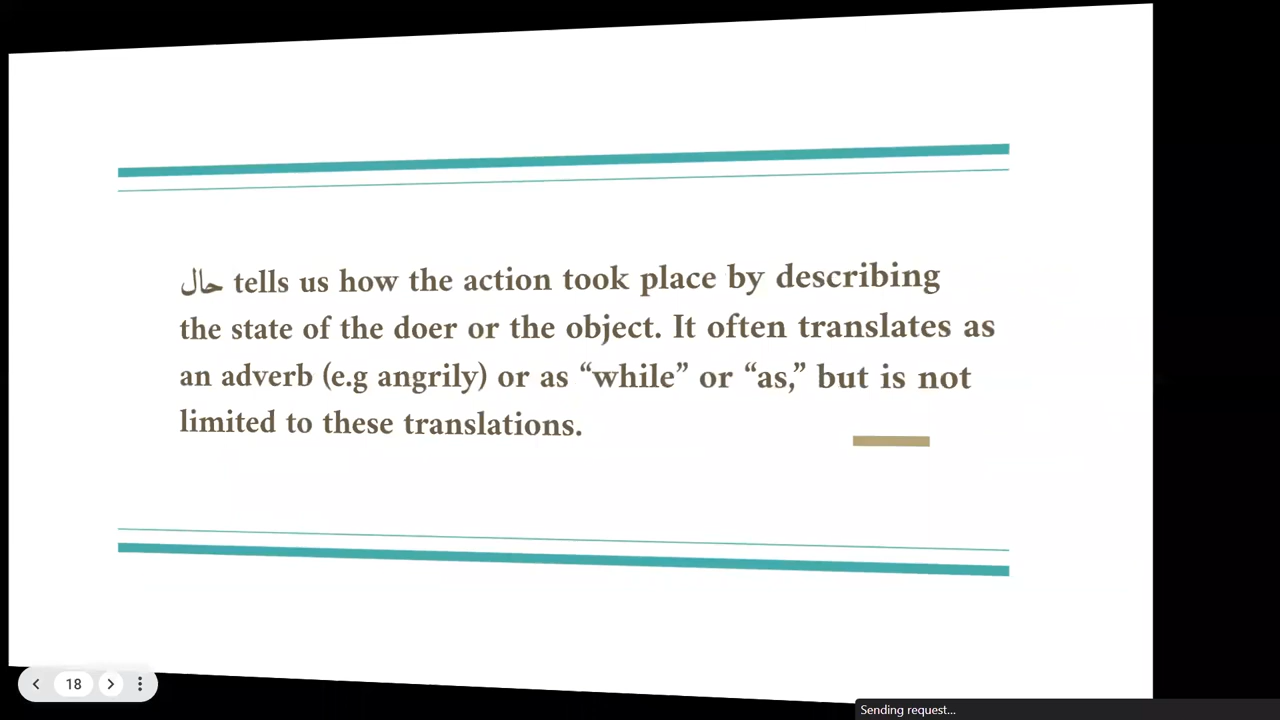 حال tells us how the action took place by describing
the state of the doer or the object. It often translates as
an adverb (e.g angrily) or as “while” or “as,” but is not
limited to these translations.
18
Sending request...